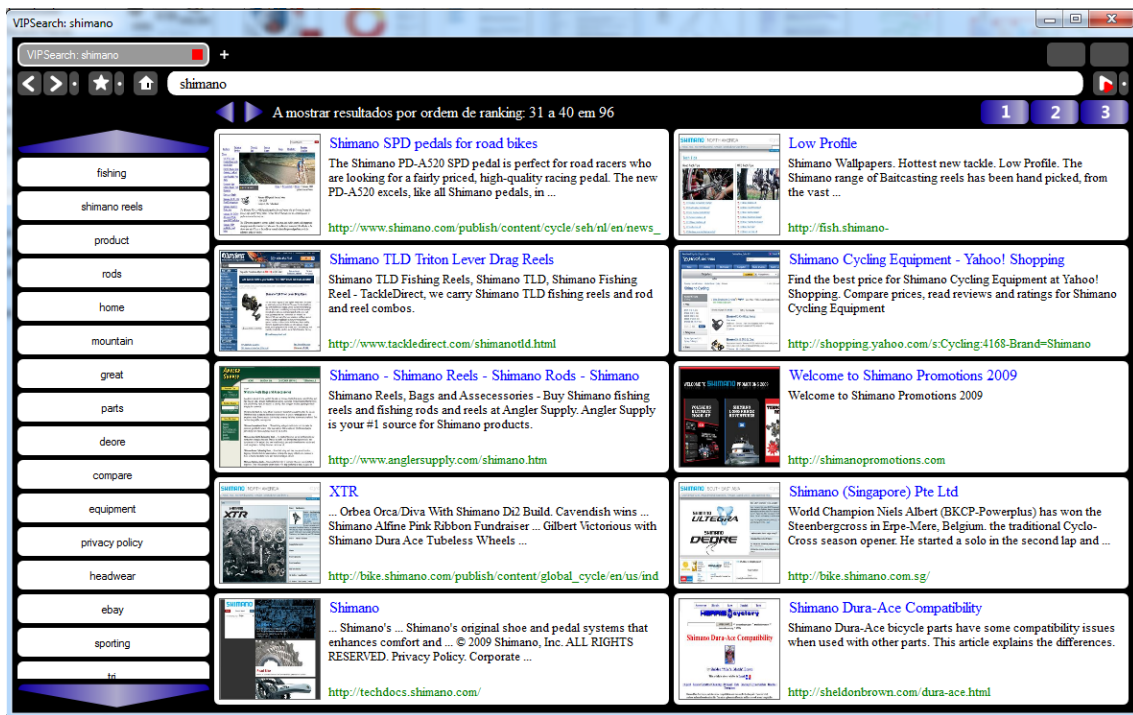 VIPSearch: shimano
VIPSearch: shimano
+
shimano
A mostrar resultados por ordem de ranking: 31 a 40 em 96
1 2 3
fishing
shimano reels
product
rods
home
mountain
great
parts
deore
compare
equipment
privacy policy
headwear
ebay
sporting
tri
Shimano SPD pedals for road bikes
The Shimano PD-A520 SPD pedal is perfect for road racers who
are looking for a fairly priced, high-quality racing pedal. The new
PD-A520 excels, like all Shimano pedals, in ...
http://www.shimano.com/publish/content/cycle/seh/nl/en/news_
Low Profile
Shimano Wallpapers. Hottest new tackle. Low Profile. The
Shimano range of Baitcasting reels has been hand picked, from
the vast ...
http://fish.shimano-
Shimano TLD Triton Lever Drag Reels
Shimano TLD Fishing Reels, Shimano TLD, Shimano Fishing
Reel - TackleDirect, we carry Shimano TLD fishing reels and rod
and reel combos.
http://www.tackledirect.com/shimanotld.html
Shimano Cycling Equipment - Yahoo! Shopping
Find the best price for Shimano Cycling Equipment at Yahoo!
Shopping. Compare prices, read reviews and ratings for Shimano
Cycling Equipment
http://shopping.yahoo.com/s:Cycling:4168-Brand=Shimano
Shimano - Shimano Reels - Shimano Rods - Shimano
Shimano Reels, Bags and Assecessories - Buy Shimano fishing
reels and fishing rods and reels at Angler Supply. Angler Supply
is your #1 source for Shimano products.
http://www.anglersupply.com/shimano.htm
WELCOME TO SHIMANO PROMOTIONS 2009
Welcome to Shimano Promotions 2009
Welcome to Shimano Promotions 2009
http://shimanopromotions.com
XTR
XTR
... Orbea Orca/Diva With Shimano Di2 Build. Cavendish wins ...
Shimano Alfine Pink Ribbon Fundraiser ... Gilbert Victorious with
Shimano Dura Ace Tubeless Wheels ...
http://bike.shimano.com/publish/content/global_cycle/en/us/ind
SHIMANO
ULTEGRA
SHIMANO
DEORE
Shimano (Singapore) Pte Ltd
World Champion Niels Albert (BKCP-Powerplus) has won the
Steenbergcross in Erpe-Mere, Belgium. the traditional Cyclo-
Cross season opener. He started a solo in the second lap and ...
http://bike.shimano.com.sg/
SHIMANO
Shimano
... Shimano's ... Shimano's original shoe and pedal systems that
enhances comfort and ... © 2009 Shimano, Inc. ALL RIGHTS
RESERVED. Privacy Policy. Corporate ...
http://techdocs.shimano.com/
Shimano Dura-Ace Compatibility
Shimano Dura-Ace Compatibility
Shimano Dura-Ace bicycle parts have some compatibility issues
when used with other parts. This article explains the differences.
http://sheldonbrown.com/dura-ace.html